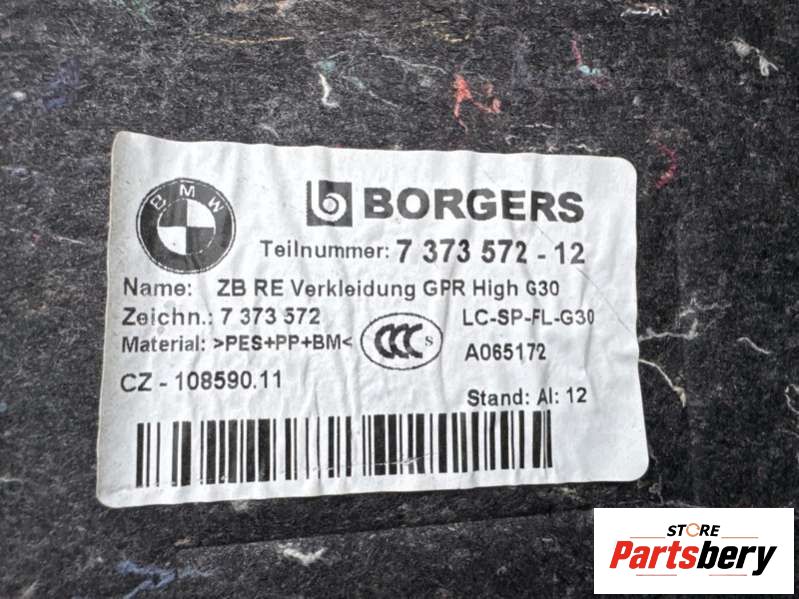 BMW
BORGERS
Teilnummer: 7 373 572 - 12
Name: ZB RE Verkleidung GPR High G30
Zeichn.: 7 373 572
LC-SP-FL-G30
Material: >PES+PP+BM<
CCC S
A065172
CZ - 108590.11
Stand: AI: 12
STORE
Partsbery